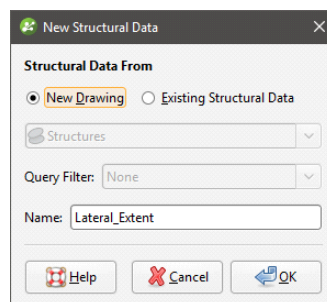 New Structural Data
Structural Data From
New Drawing Existing Structural Data
Structures
Query Filter: None
Name: Lateral_Extent
Help Cancel OK